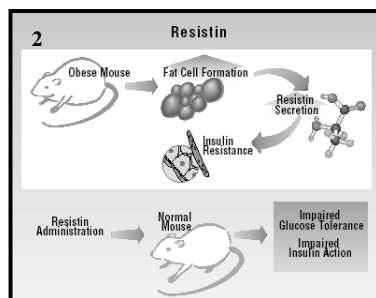 2
Resistin
Obese Mouse
Fat Cell Formation
Resistin
Secretion
Insulin
Resistance
Resistin
Administration
Normal
Mouse
Impaired
Glucose Tolerance
Impaired
Insulin Action